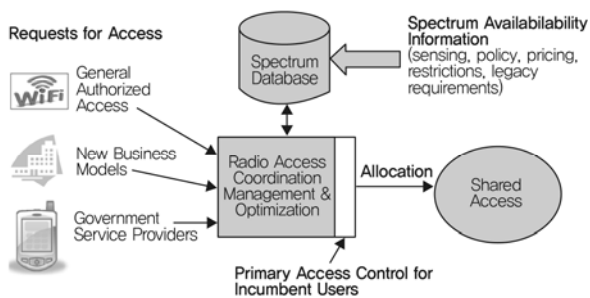 Requests for Access
WiFi
General
Authorized
Access
New Business
Models
Government
Service Providers
Spectrum
Database
Spectrum Availabilability
Information
(sensing, policy, pricing,
restrictions, legacy
requirements)
Radio Access
Coordination
Management &
Optimization
Allocation
Shared
Access
Primary Access Control for
Incumbent Users